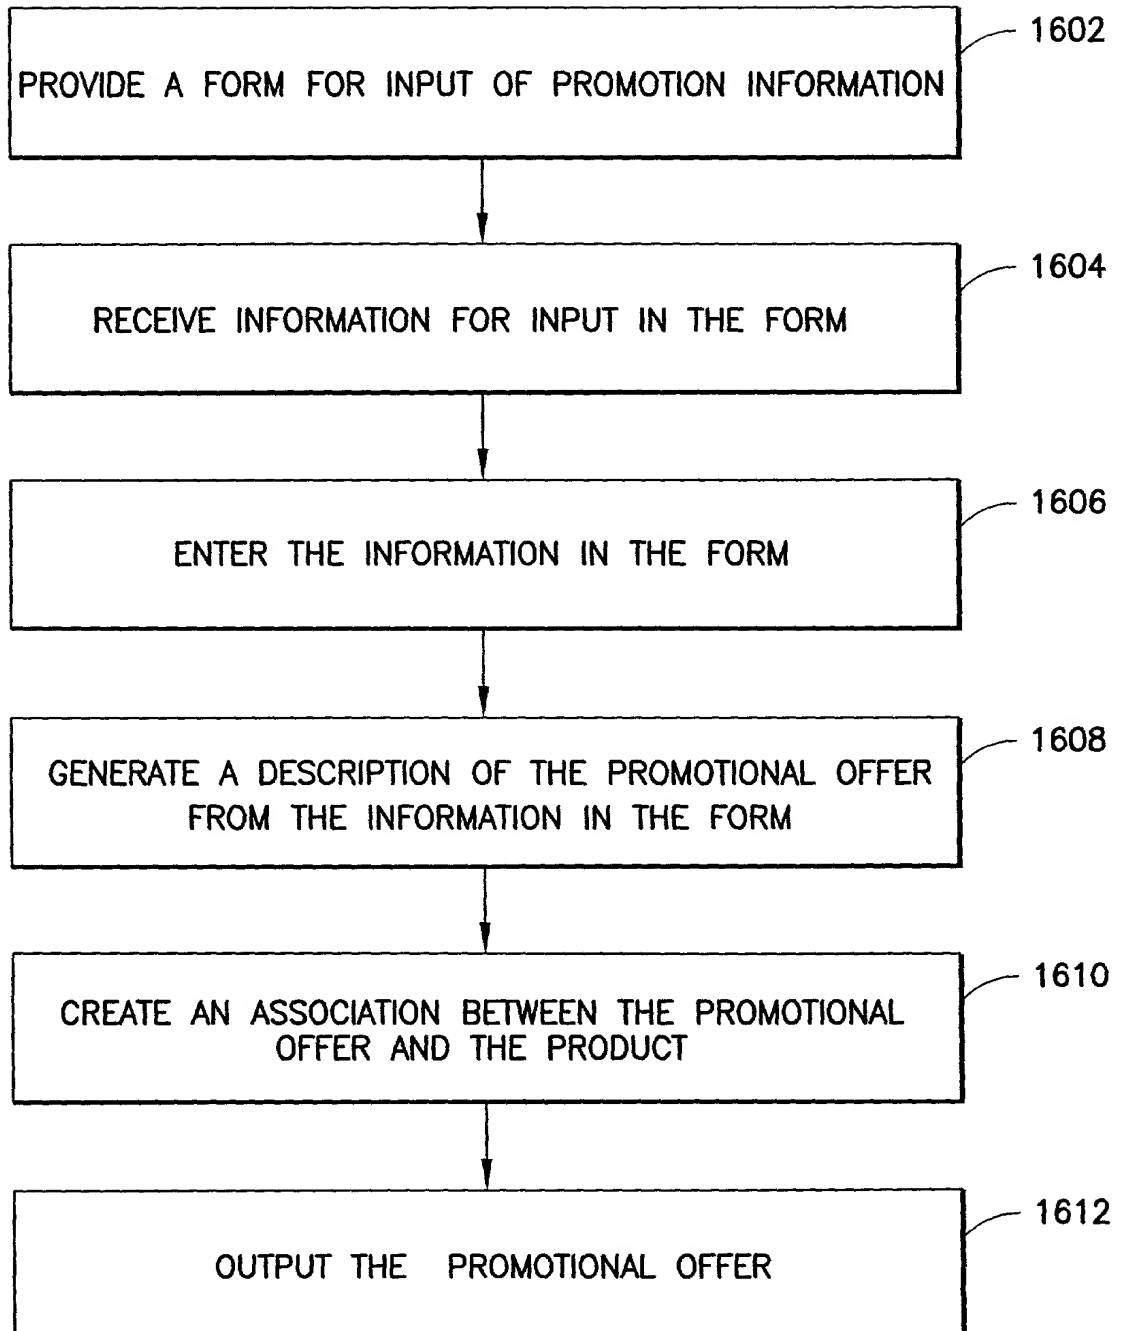 1602
PROVIDE A FORM FOR INPUT OF PROMOTION INFORMATION
1604
RECEIVE INFORMATION FOR INPUT IN THE FORM
1606
ENTER THE INFORMATION IN THE FORM
1608
GENERATE A DESCRIPTION OF THE PROMOTIONAL OFFER
FROM THE INFORMATION IN THE FORM
1610
CREATE AN ASSOCIATION BETWEEN THE PROMOTIONAL
OFFER AND THE PRODUCT
1612
OUTPUT THE PROMOTIONAL OFFER